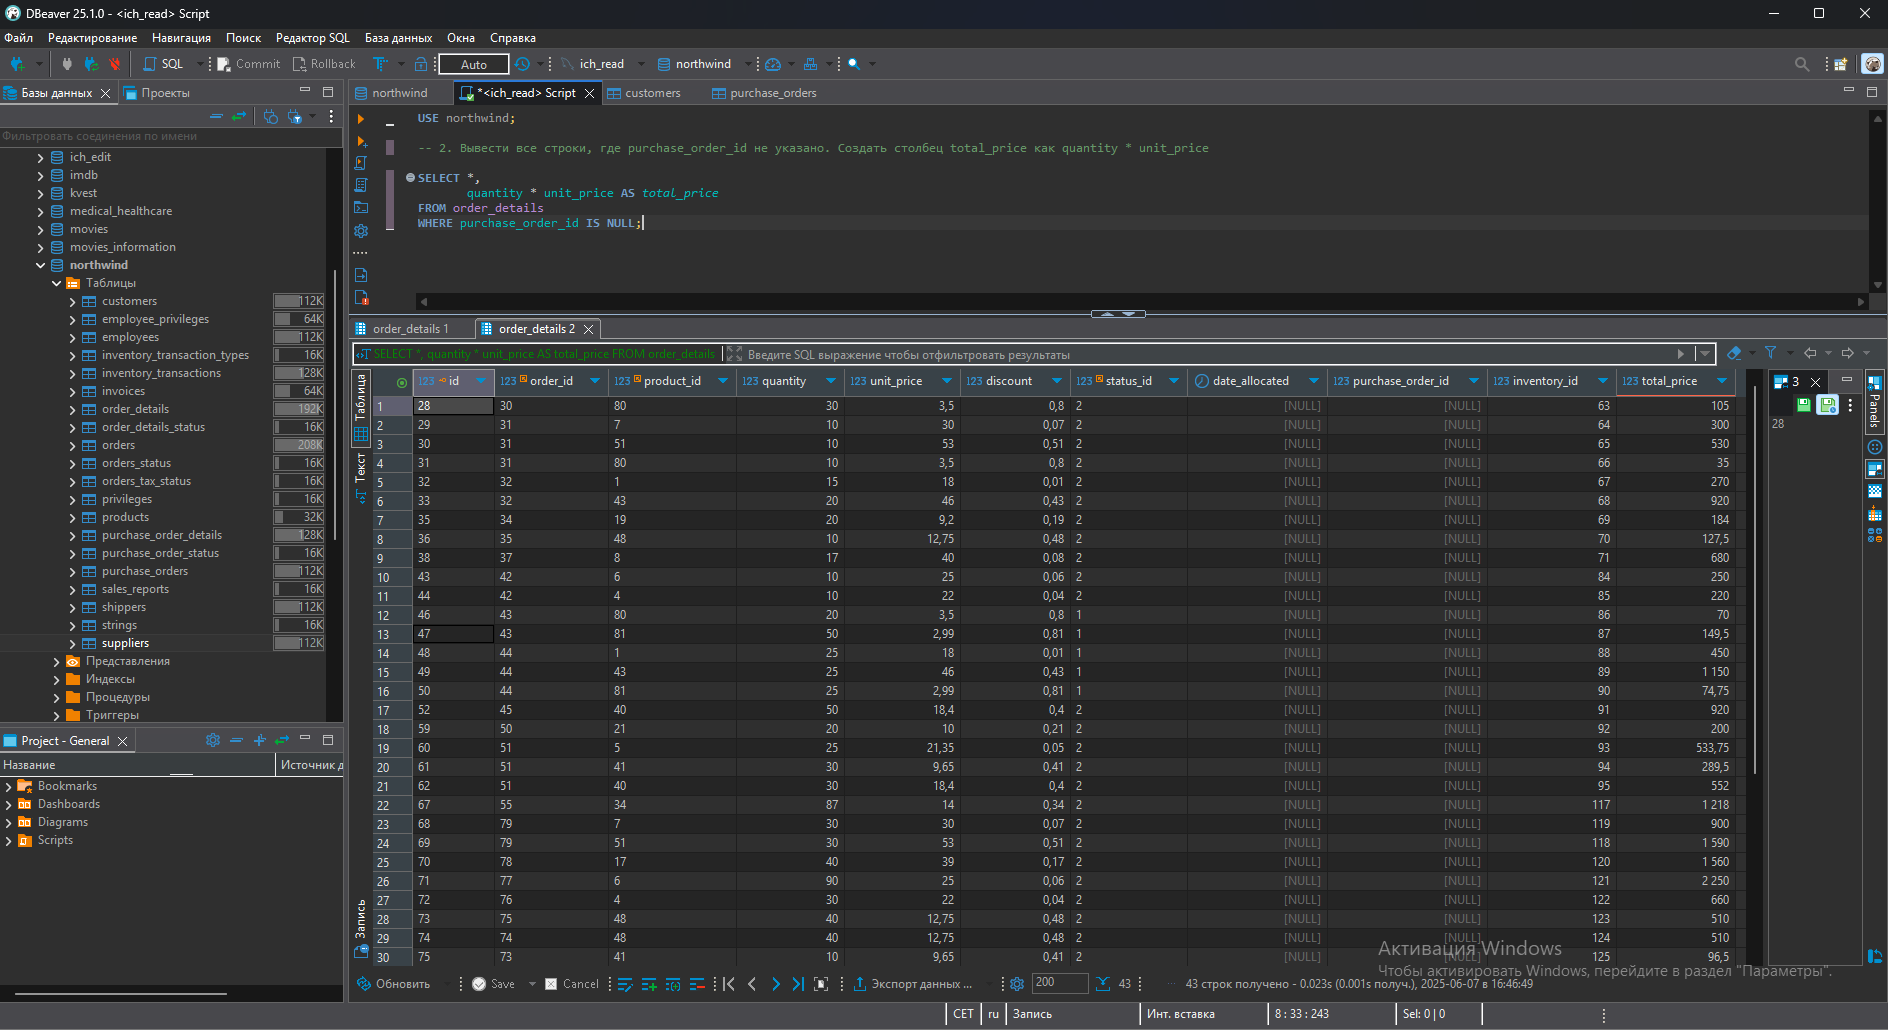 DBeaver 25.1.0 - <ich_read> Script
Файл Редактирование Навигация Поиск Редактор SQL База данных Окна Справка
SQL Commit Rollback Auto ich_read northwind
Базы данных Проекты
northwind *<ich_read> Script customers purchase_orders
Фильтровать соединения по имени
ich_edit
imdb
kvest
medical_healthcare
movies
movies_information
northwind
Таблицы
customers 112K
employee_privileges 64K
employees 112K
inventory_transaction_types 16K
inventory_transactions 128K
invoices 64K
order_details 192K
order_details_status 16K
orders 208K
orders_status 16K
orders_tax_status 16K
privileges 16K
products 32K
purchase_order_details 128K
purchase_order_status 16K
purchase_orders 112K
sales_reports 16K
shippers 112K
strings 16K
suppliers 112K
Представления
Индексы
Процедуры
Триггеры
Project - General
Название Источник д
Bookmarks
Dashboards
Diagrams
Scripts
USE northwind;
-- 2. Вывести все строки, где purchase_order_id не указано. Создать столбец total_price как quantity * unit_price
SELECT *,
quantity * unit_price AS total_price
FROM order_details
WHERE purchase_order_id IS NULL;
order_details 1 order_details 2
SELECT *, quantity * unit_price AS total_price FROM order_details Введите SQL выражение чтобы отфильтровать результаты
Таблица
Текст
Запись
123 id 123 order_id 123 product_id 123 quantity 123 unit_price 123 discount 123 status_id date_allocated 123 purchase_order_id 123 inventory_id 123 total_price
1 28 30 80 30 3,5 0,8 2 [NULL] [NULL] 63 105
2 29 31 7 10 30 0,07 2 [NULL] [NULL] 64 300
3 30 31 51 10 53 0,51 2 [NULL] [NULL] 65 530
4 31 31 80 10 3,5 0,8 2 [NULL] [NULL] 66 35
5 32 32 1 15 18 0,01 2 [NULL] [NULL] 67 270
6 33 32 43 20 46 0,43 2 [NULL] [NULL] 68 920
7 35 34 19 20 9,2 0,19 2 [NULL] [NULL] 69 184
8 36 35 48 10 12,75 0,48 2 [NULL] [NULL] 70 127,5
9 38 37 8 17 40 0,08 2 [NULL] [NULL] 71 680
10 43 42 6 10 25 0,06 2 [NULL] [NULL] 84 250
11 44 42 4 10 22 0,04 2 [NULL] [NULL] 85 220
12 46 43 80 20 3,5 0,8 1 [NULL] [NULL] 86 70
13 47 43 81 50 2,99 0,81 1 [NULL] [NULL] 87 149,5
14 48 44 1 25 18 0,01 1 [NULL] [NULL] 88 450
15 49 44 43 25 46 0,43 1 [NULL] [NULL] 89 1 150
16 50 44 81 25 2,99 0,81 1 [NULL] [NULL] 90 74,75
17 52 45 40 50 18,4 0,4 2 [NULL] [NULL] 91 920
18 59 50 21 20 10 0,21 2 [NULL] [NULL] 92 200
19 60 51 5 25 21,35 0,05 2 [NULL] [NULL] 93 533,75
20 61 51 41 30 9,65 0,41 2 [NULL] [NULL] 94 289,5
21 62 51 40 30 18,4 0,4 2 [NULL] [NULL] 95 552
22 67 55 34 87 14 0,34 2 [NULL] [NULL] 117 1 218
23 68 79 7 30 30 0,07 2 [NULL] [NULL] 119 900
24 69 79 51 30 53 0,51 2 [NULL] [NULL] 118 1 590
25 70 78 17 40 39 0,17 2 [NULL] [NULL] 120 1 560
26 71 77 6 90 25 0,06 2 [NULL] [NULL] 121 2 250
27 72 76 4 30 22 0,04 2 [NULL] [NULL] 122 660
28 73 75 48 40 12,75 0,48 2 [NULL] [NULL] 123 510
29 74 74 48 40 12,75 0,48 2 [NULL] [NULL] 124 510
30 75 73 41 10 9,65 0,41 2 [NULL] [NULL] 125 96,5
3
28
Panels
Активация Windows
Чтобы активировать Windows, перейдите в раздел "Параметры".
Обновить Save Cancel Экспорт данных ... 200 43 43 строк получено - 0.023s (0.001s получ.), 2025-06-07 в 16:46:49
CET ru Запись Инт. вставка 8 : 33 : 243 Sel: 0 | 0